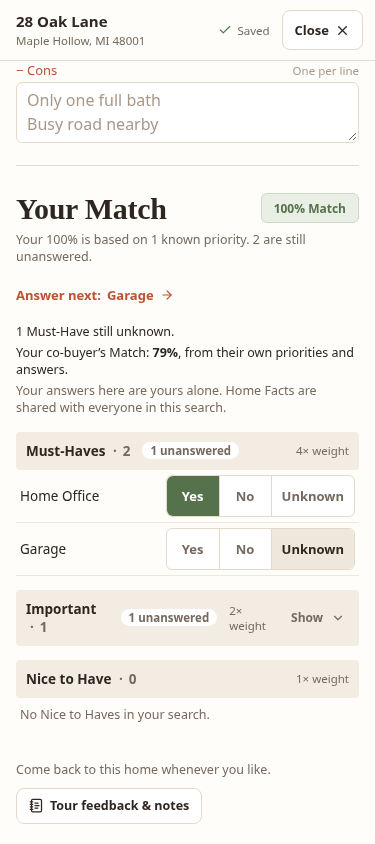 28 Oak Lane
Maple Hollow, MI 48001
Saved
Close
− Cons
One per line
Only one full bath
Busy road nearby
Your Match
100% Match
Your 100% is based on 1 known priority. 2 are still
unanswered.
Answer next: Garage →
1 Must-Have still unknown.
Your co-buyer’s Match: 79%, from their own priorities and
answers.
Your answers here are yours alone. Home Facts are
shared with everyone in this search.
Must-Haves · 2 1 unanswered 4× weight
Home Office Yes No Unknown
Garage Yes No Unknown
Important
· 1
1 unanswered
2×
weight
Show
Nice to Have · 0 1× weight
No Nice to Haves in your search.
Come back to this home whenever you like.
Tour feedback & notes